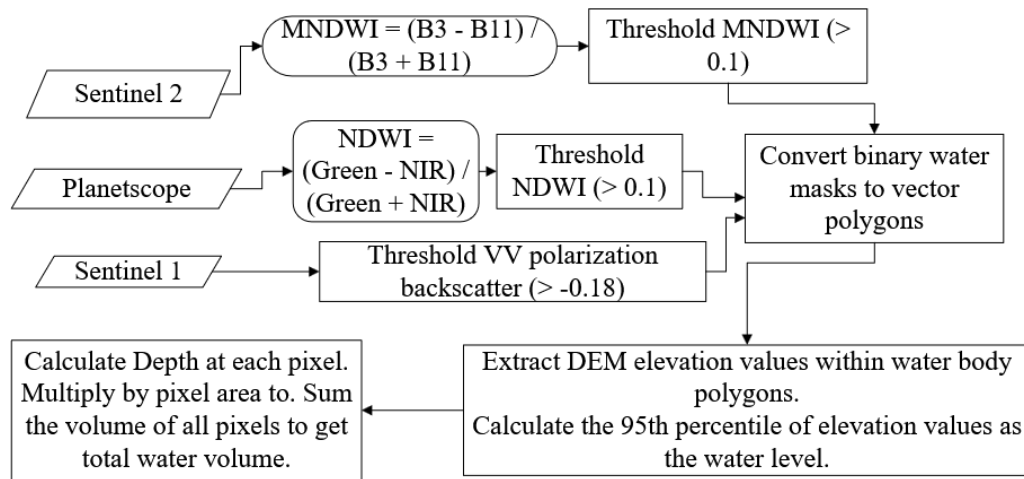 Sentinel 2
MNDWI = (B3 - B11) /
(B3 + B11)
Threshold MNDWI (>
0.1)
Planetscope
NDWI =
(Green - NIR) /
(Green + NIR)
Threshold
NDWI (> 0.1)
Convert binary water
masks to vector
polygons
Sentinel 1
Threshold VV polarization
backscatter (> -0.18)
Extract DEM elevation values within water body
polygons.
Calculate the 95th percentile of elevation values as
the water level.
Calculate Depth at each pixel.
Multiply by pixel area to. Sum
the volume of all pixels to get
total water volume.